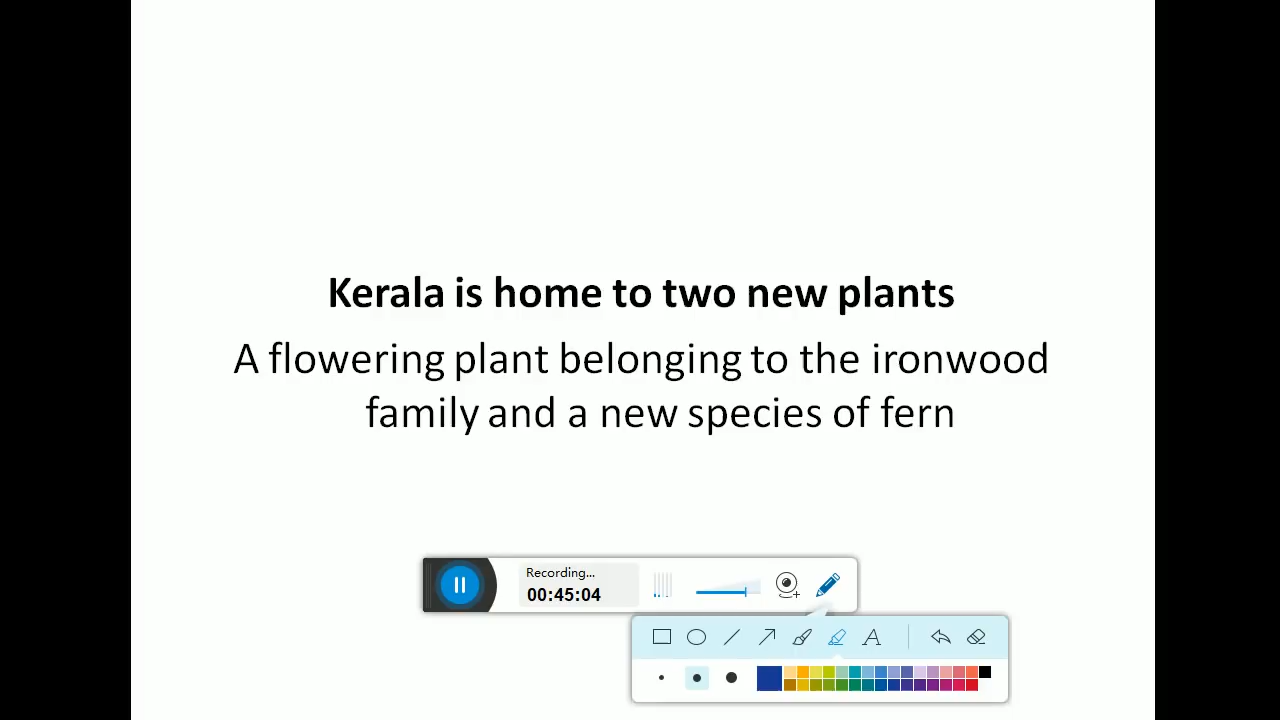 Kerala is home to two new plants
A flowering plant belonging to the ironwood
family and a new species of fern
Recording...
00:45:04
A